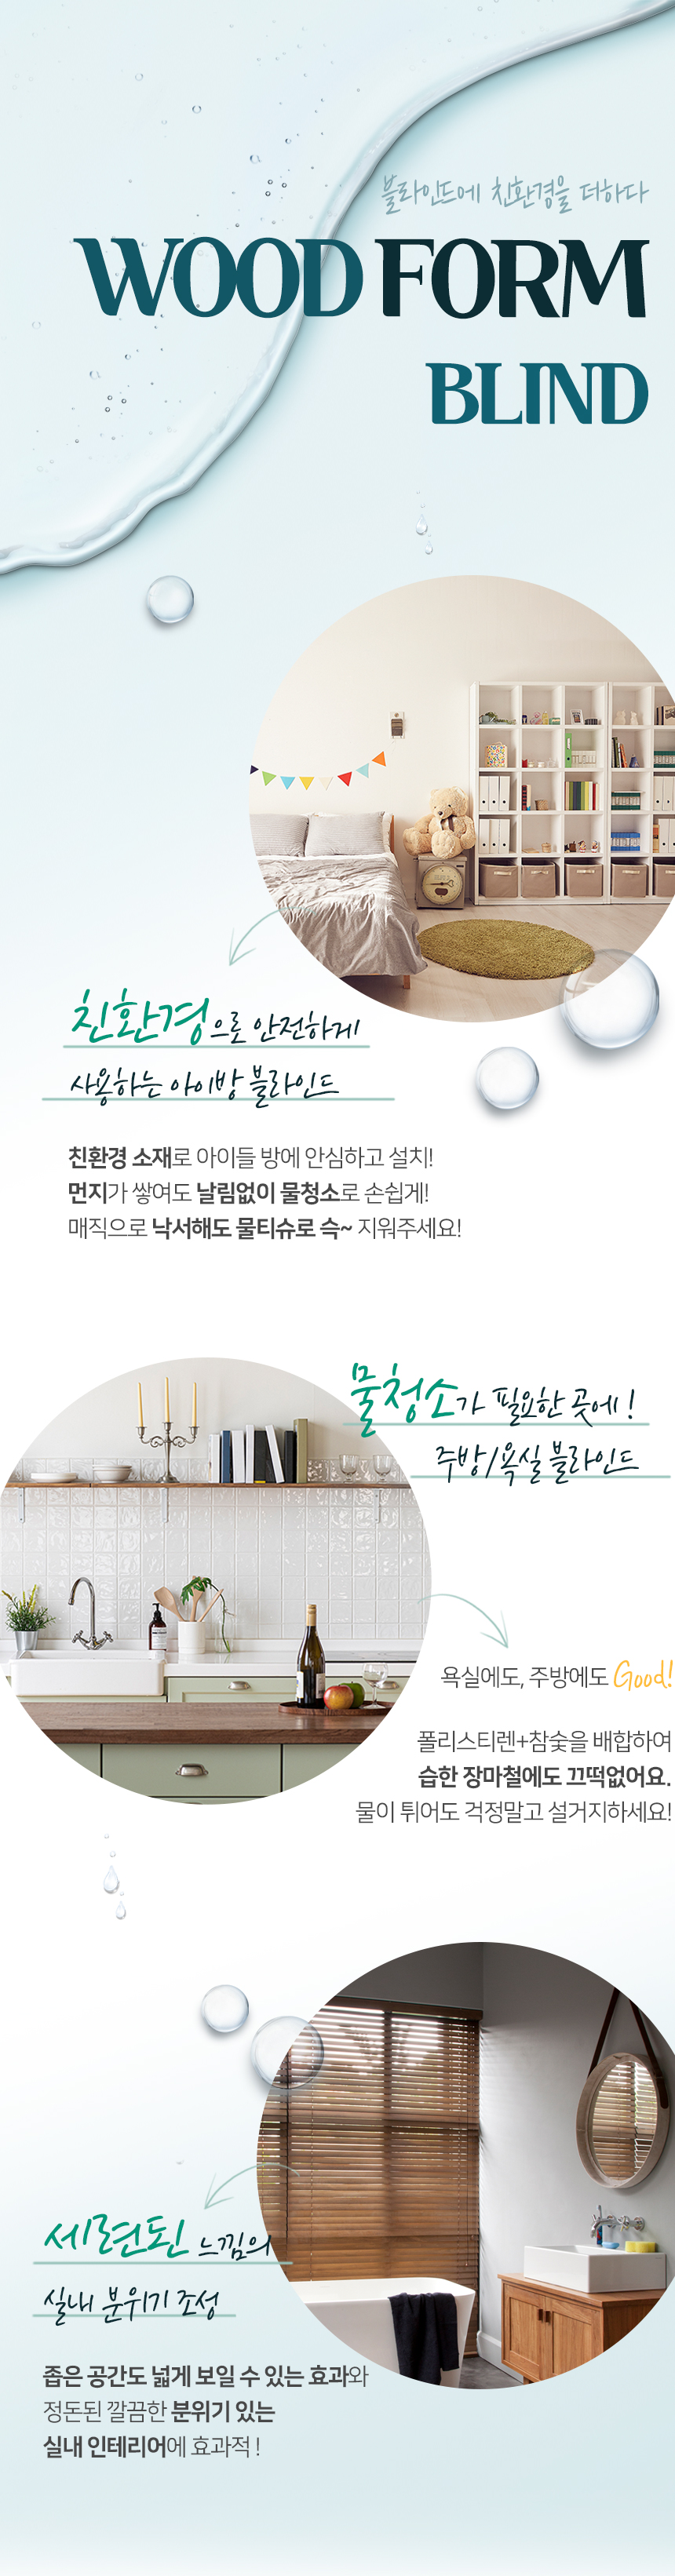 블라인드에 친환경을 더하다
WOOD FORM
BLIND
친환경으로 안전하게
사용하는 아이방 블라인드
친환경 소재로 아이들 방에 안심하고 설치!
먼지가 쌓여도 날림없이 물청소로 손쉽게!
매직으로 낙서해도 물티슈로 슥~ 지워주세요!
물청소가 필요한 곳에!
주방/욕실 블라인드
욕실에도, 주방에도 Good!
폴리스티렌+참숯을 배합하여
습한 장마철에도 끄떡없어요.
물이 튀어도 걱정말고 설거지하세요!
세련된 느낌의
실내 분위기 조성
좁은 공간도 넓게 보일 수 있는 효과와
정돈된 깔끔한 분위기 있는
실내 인테리어에 효과적 !